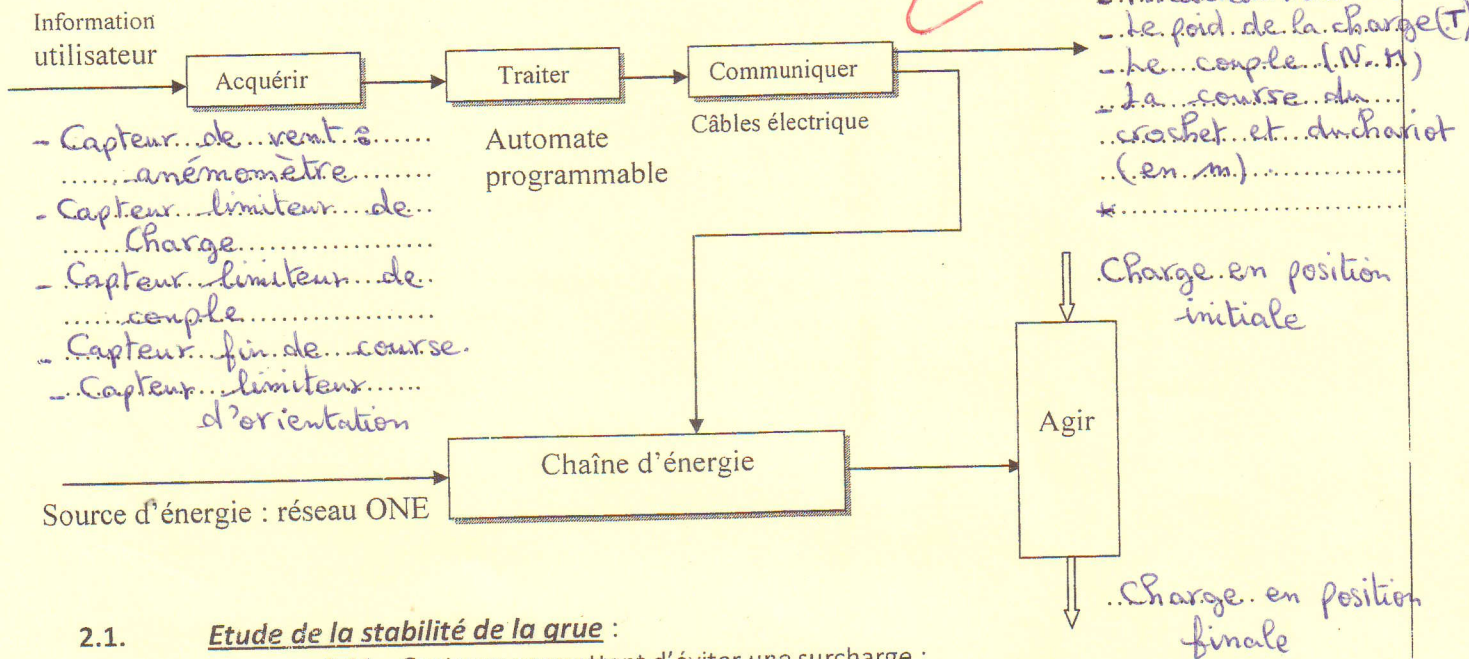 Information
utilisateur
Acquérir
Traiter
Communiquer
Automate
programmable
Câbles électrique
- Capteur de vent :
anémomètre
- Capteur limiteur de
Charge
- Capteur limiteur de
couple
- Capteur fin de course.
- Capteur limiteur
d'orientation
- Le poid de la charge (T)
- Le couple (N.M)
- La course du
crochet et du chariot
(en m)
*
Charge en position
initiale
Agir
Chaîne d'énergie
Source d'énergie : réseau ONE
Charge en position
finale
2.1. Etude de la stabilité de la grue :
d'éviter une surcharge :